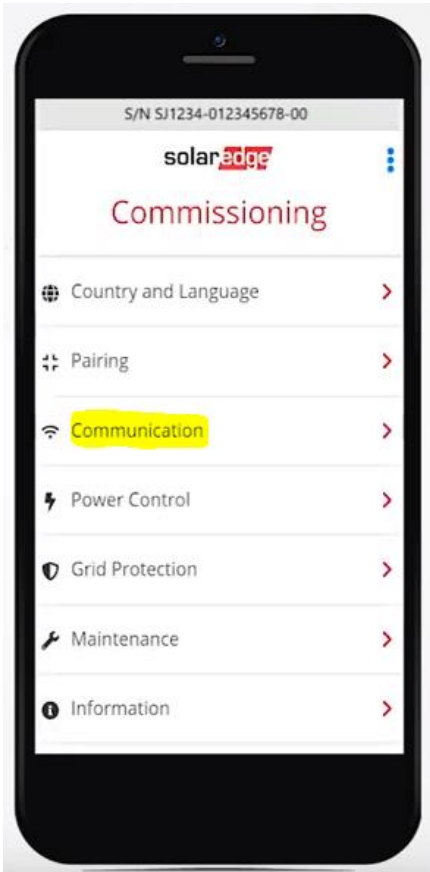 S/N SJ1234-012345678-00
solaredge
Commissioning
Country and Language
Pairing
Communication
Power Control
Grid Protection
Maintenance
Information